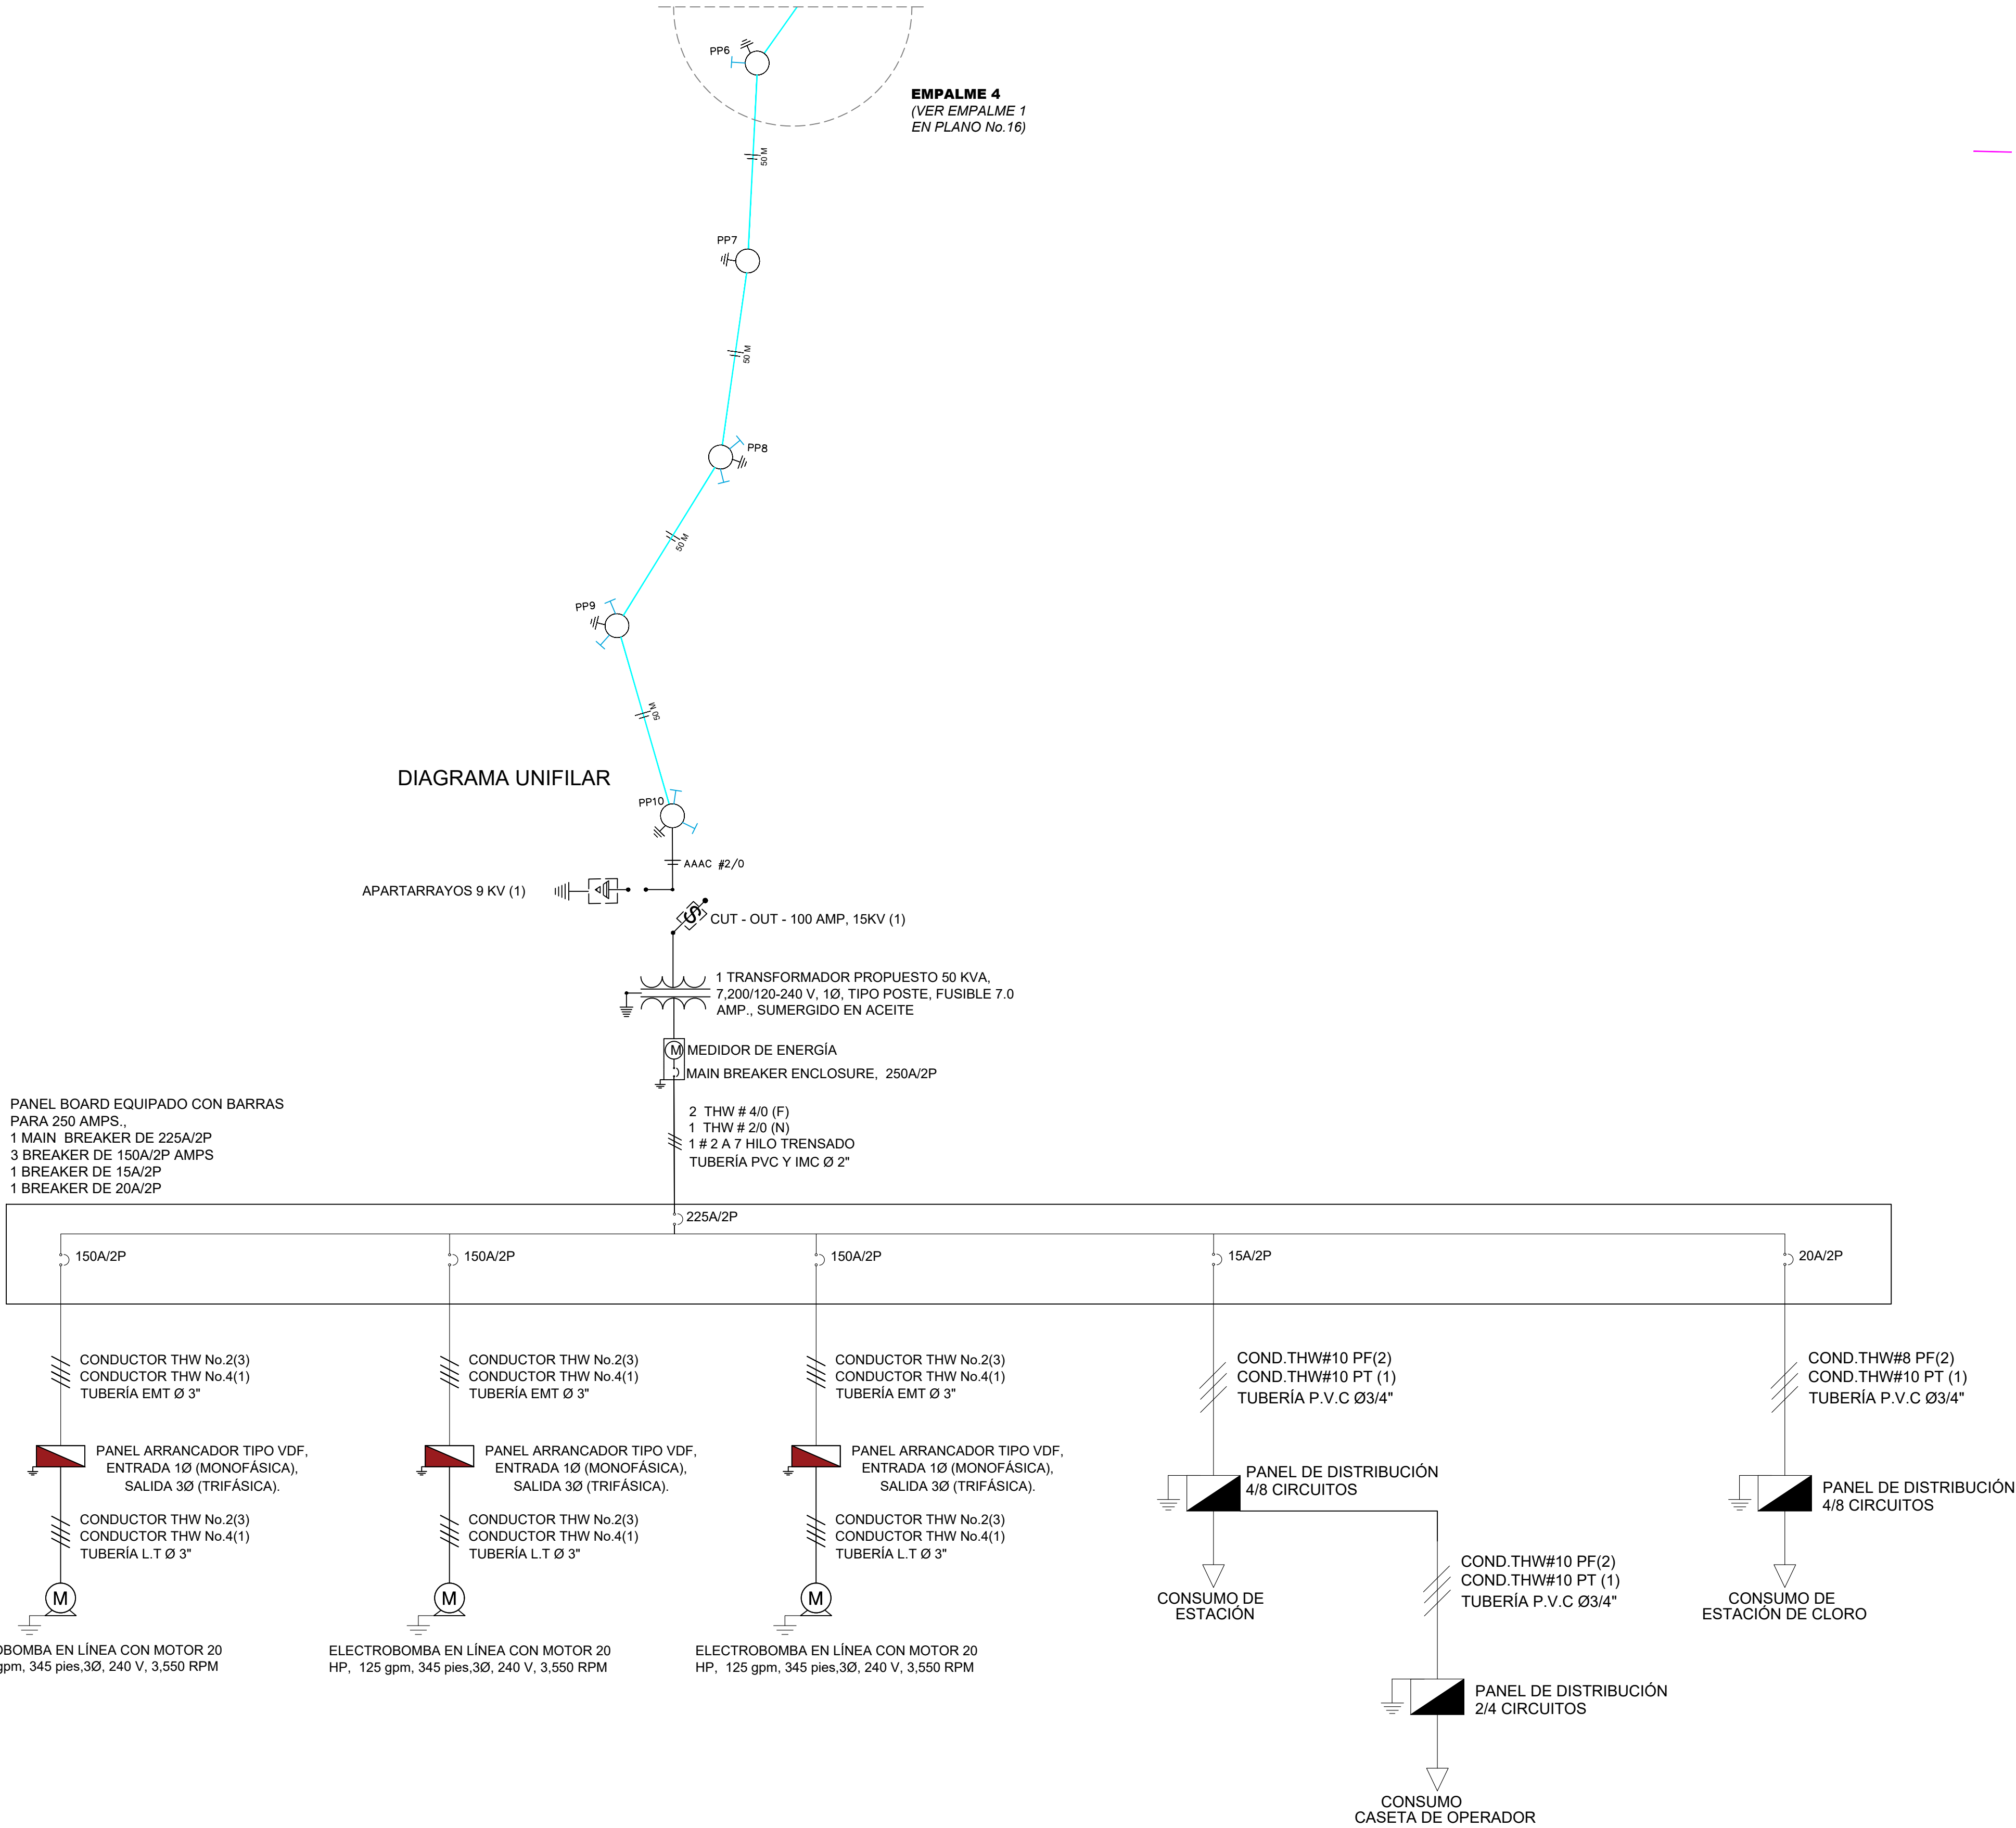 PP6
EMPALME 4
(VER EMPALME 1
EN PLANO No.16)
50 M
PP7
50 M
PP8
50 M
PP9
50 M
DIAGRAMA UNIFILAR
PP10
AAAC #2/0
APARTARRAYOS 9 KV (1)
CUT - OUT - 100 AMP, 15KV (1)
1 TRANSFORMADOR PROPUESTO 50 KVA,
7,200/120-240 V, 1Ø, TIPO POSTE, FUSIBLE 7.0
AMP., SUMERGIDO EN ACEITE
M
MEDIDOR DE ENERGÍA
MAIN BREAKER ENCLOSURE, 250A/2P
2 THW # 4/0 (F)
1 THW # 2/0 (N)
1 # 2 A 7 HILO TRENSADO
TUBERÍA PVC Y IMC Ø 2"
PANEL BOARD EQUIPADO CON BARRAS
PARA 250 AMPS.,
1 MAIN BREAKER DE 225A/2P
3 BREAKER DE 150A/2P AMPS
1 BREAKER DE 15A/2P
1 BREAKER DE 20A/2P
225A/2P
150A/2P
150A/2P
150A/2P
15A/2P
20A/2P
CONDUCTOR THW No.2(3)
CONDUCTOR THW No.4(1)
TUBERÍA EMT Ø 3"
PANEL ARRANCADOR TIPO VDF,
ENTRADA 1Ø (MONOFÁSICA),
SALIDA 3Ø (TRIFÁSICA).
CONDUCTOR THW No.2(3)
CONDUCTOR THW No.4(1)
TUBERÍA L.T Ø 3"
M
OBOMBA EN LÍNEA CON MOTOR 20
gpm, 345 pies,3Ø, 240 V, 3,550 RPM
CONDUCTOR THW No.2(3)
CONDUCTOR THW No.4(1)
TUBERÍA EMT Ø 3"
PANEL ARRANCADOR TIPO VDF,
ENTRADA 1Ø (MONOFÁSICA),
SALIDA 3Ø (TRIFÁSICA).
CONDUCTOR THW No.2(3)
CONDUCTOR THW No.4(1)
TUBERÍA L.T Ø 3"
M
ELECTROBOMBA EN LÍNEA CON MOTOR 20
HP, 125 gpm, 345 pies,3Ø, 240 V, 3,550 RPM
CONDUCTOR THW No.2(3)
CONDUCTOR THW No.4(1)
TUBERÍA EMT Ø 3"
PANEL ARRANCADOR TIPO VDF,
ENTRADA 1Ø (MONOFÁSICA),
SALIDA 3Ø (TRIFÁSICA).
CONDUCTOR THW No.2(3)
CONDUCTOR THW No.4(1)
TUBERÍA L.T Ø 3"
M
ELECTROBOMBA EN LÍNEA CON MOTOR 20
HP, 125 gpm, 345 pies,3Ø, 240 V, 3,550 RPM
COND.THW#10 PF(2)
COND.THW#10 PT (1)
TUBERÍA P.V.C Ø3/4"
PANEL DE DISTRIBUCIÓN
4/8 CIRCUITOS
CONSUMO DE
ESTACIÓN
COND.THW#10 PF(2)
COND.THW#10 PT (1)
TUBERÍA P.V.C Ø3/4"
PANEL DE DISTRIBUCIÓN
2/4 CIRCUITOS
CONSUMO
CASETA DE OPERADOR
COND.THW#8 PF(2)
COND.THW#10 PT (1)
TUBERÍA P.V.C Ø3/4"
PANEL DE DISTRIBUCIÓN
4/8 CIRCUITOS
CONSUMO DE
ESTACIÓN DE CLORO